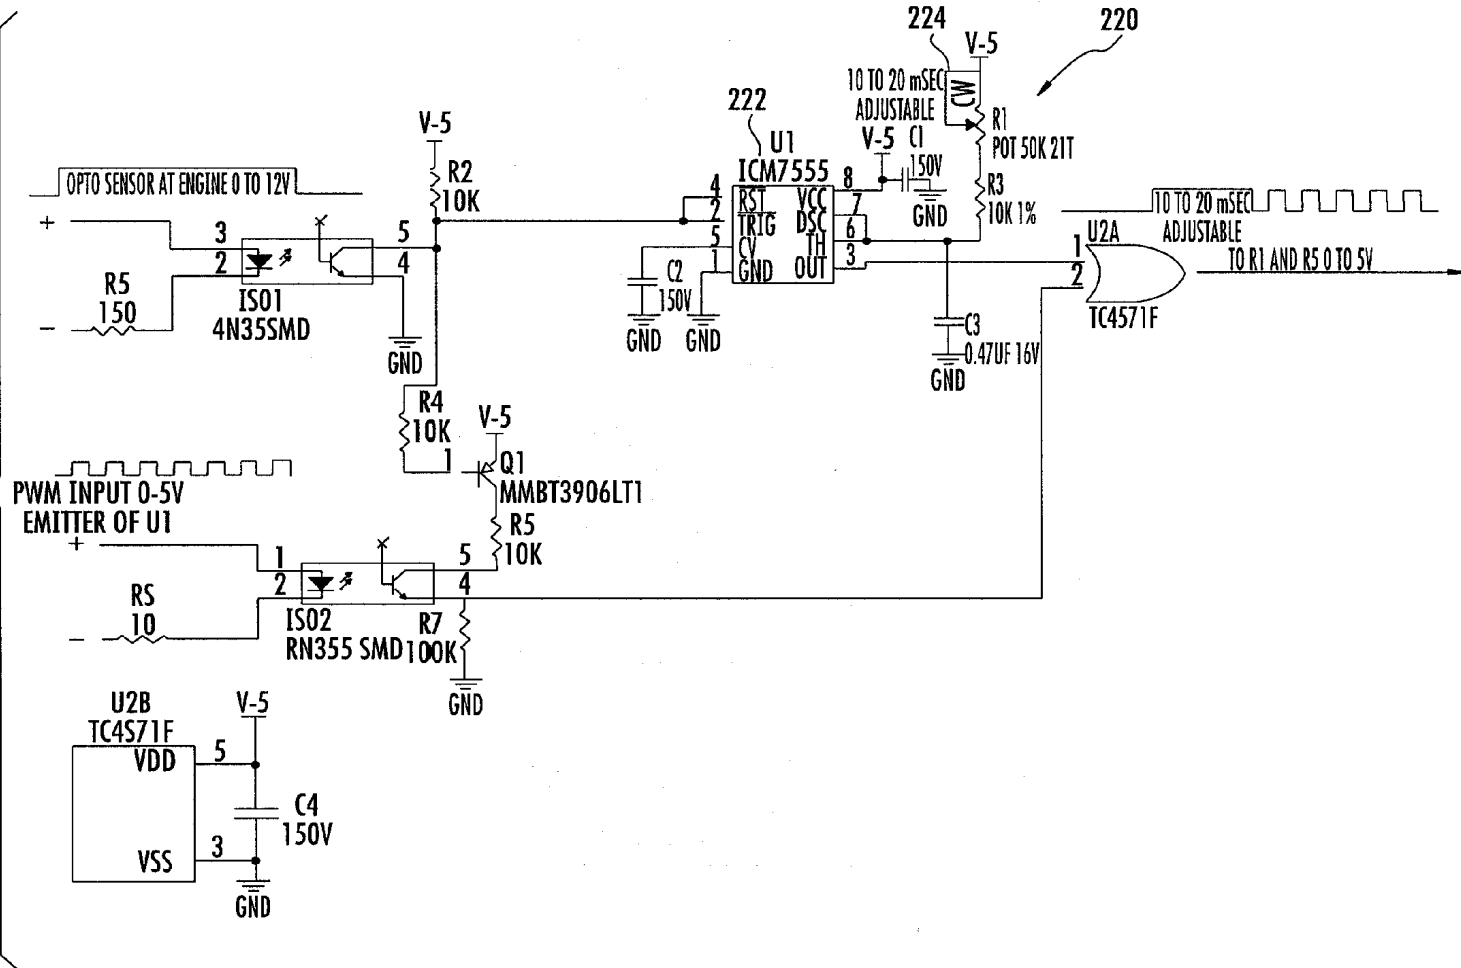 224
220
V-5
10 TO 20 mSEC
ADJUSTABLE
CW
R1
POT 50K 21T
222
V-5
C1
150V
GND
R3
10K 1%
V-5
R2
10K
U1
ICM7555
4
2
5
1
RST
TRIG
CV
GND
VCC
DSC
TH
OUT
8
7
6
3
OPTO SENSOR AT ENGINE 0 TO 12V
+
3
2
5
4
R5
150
–
ISO1
4N35SMD
GND
C2
150V
GND
GND
10 TO 20 mSEC
ADJUSTABLE
U2A
1
2
TC4571F
TO R1 AND R5 0 TO 5V
C3
0.47UF 16V
GND
R4
10K
1
V-5
Q1
MMBT3906LT1
R5
10K
PWM INPUT 0-5V
EMITTER OF U1
+
1
2
5
4
RS
10
–
ISO2
RN355 SMD
R7
100K
GND
U2B
TC4S71F
VDD
5
V-5
C4
150V
VSS
3
GND